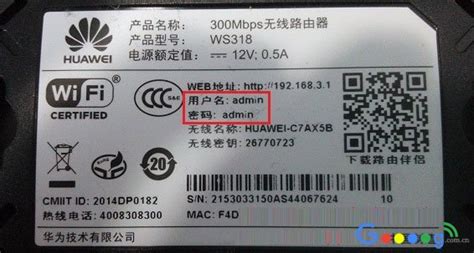 产品名称: 300Mbps无线路由器
产品型号: WS318
电源额定值: ⎓ 12V; 0.5A
HUAWEI
WEB地址: http://192.168.3.1
WiFi
CERTIFIED
S&E
用户名: admin
密码: admin
无线名称: HUAWEI-C7AX5B
无线密钥: 26770723
下载路由伴侣
20
CMIIT ID: 2014DP0182
S/N: 2153033150AS44067624 10
热线电话: 4008308300
MAC: F4D
华为技术有限公司
.com.cn